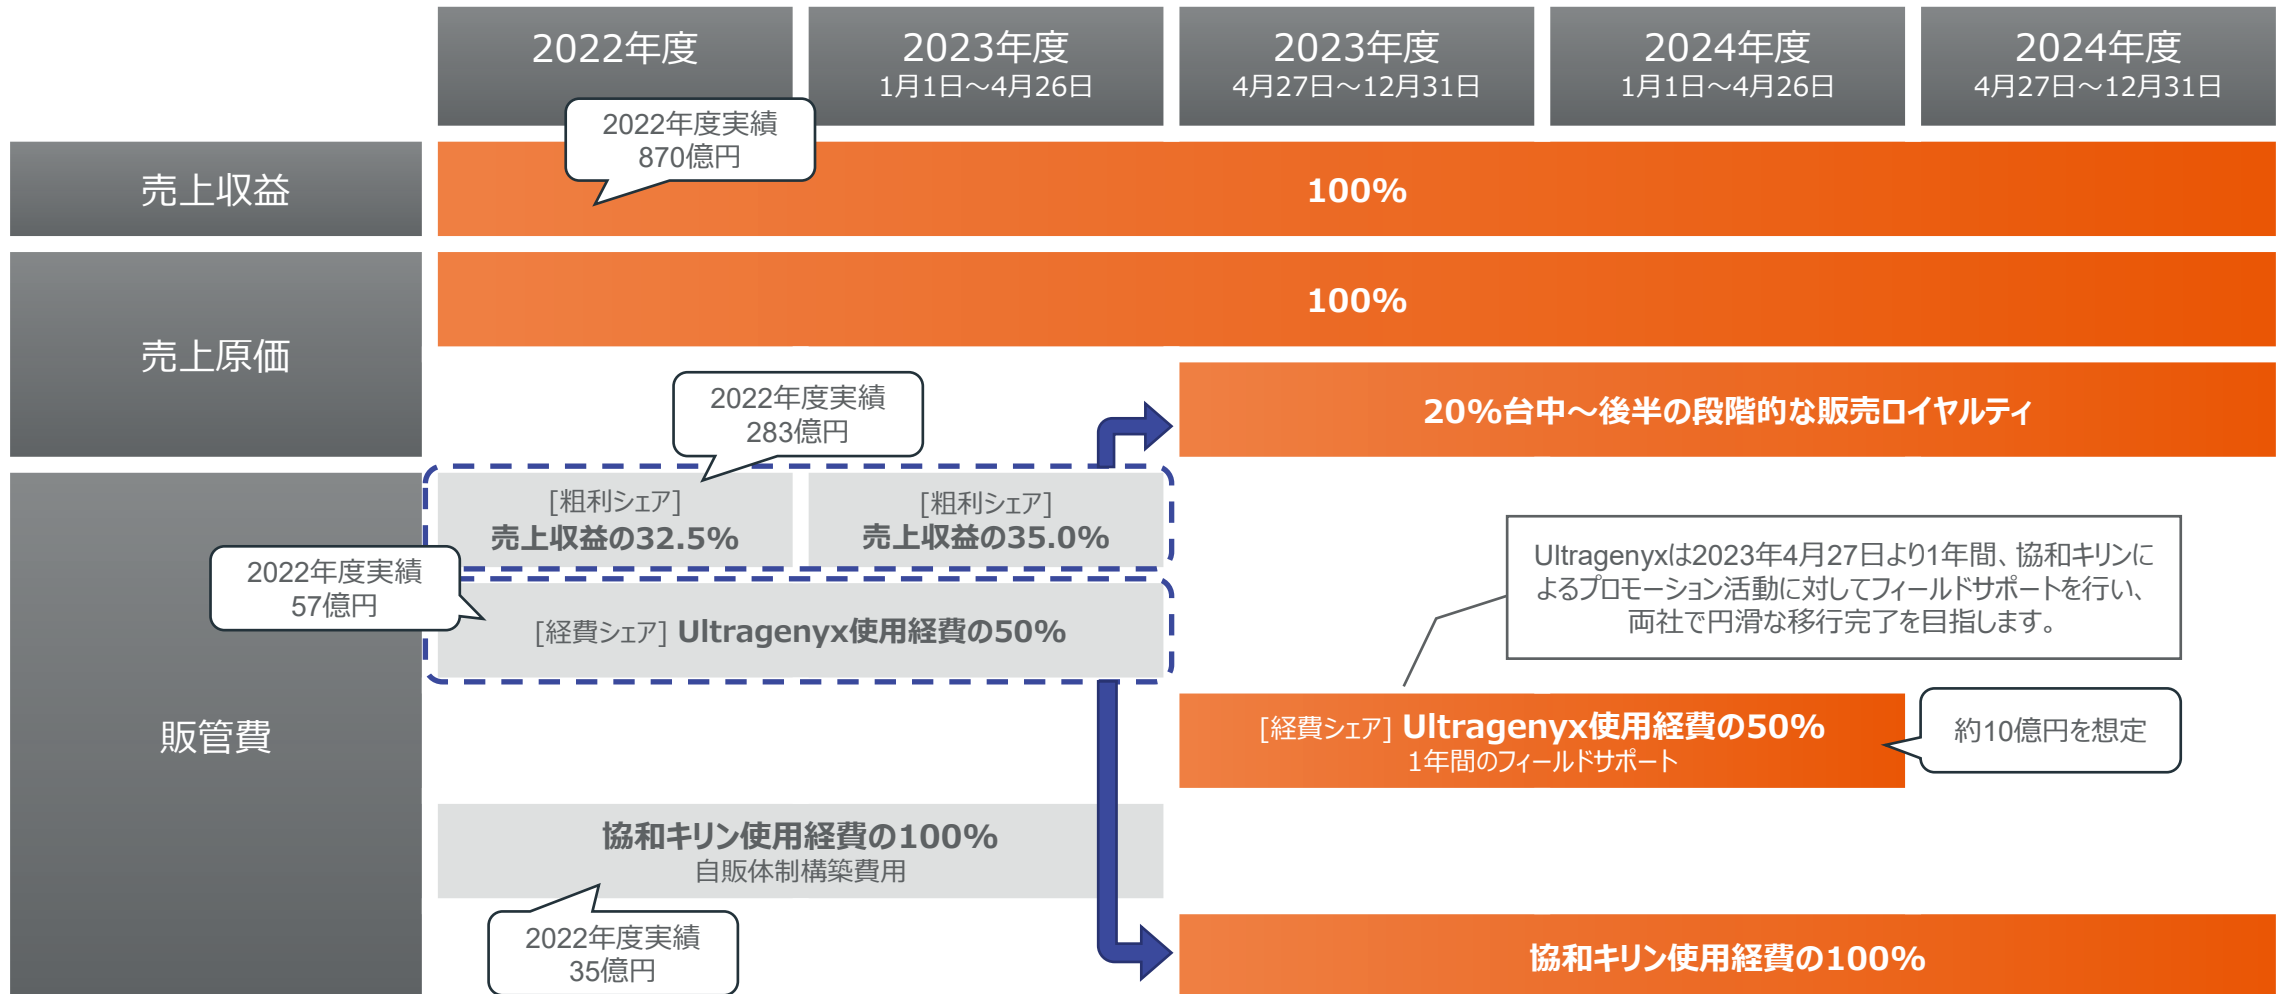 2022年度
2023年度
1月1日～4月26日
2023年度
4月27日～12月31日
2024年度
1月1日～4月26日
2024年度
4月27日～12月31日
2022年度実績
870億円
売上収益
100%
売上原価
100%
20%台中～後半の段階的な販売ロイヤルティ
2022年度実績
283億円
販管費
[粗利シェア]
売上収益の32.5%
[粗利シェア]
売上収益の35.0%
2022年度実績
57億円
[経費シェア] Ultragenyx使用経費の50%
Ultragenyxは2023年4月27日より1年間、協和キリンに
よるプロモーション活動に対してフィールドサポートを行い、
両社で円滑な移行完了を目指します。
[経費シェア] Ultragenyx使用経費の50%
1年間のフィールドサポート
約10億円を想定
協和キリン使用経費の100%
自販体制構築費用
2022年度実績
35億円
協和キリン使用経費の100%